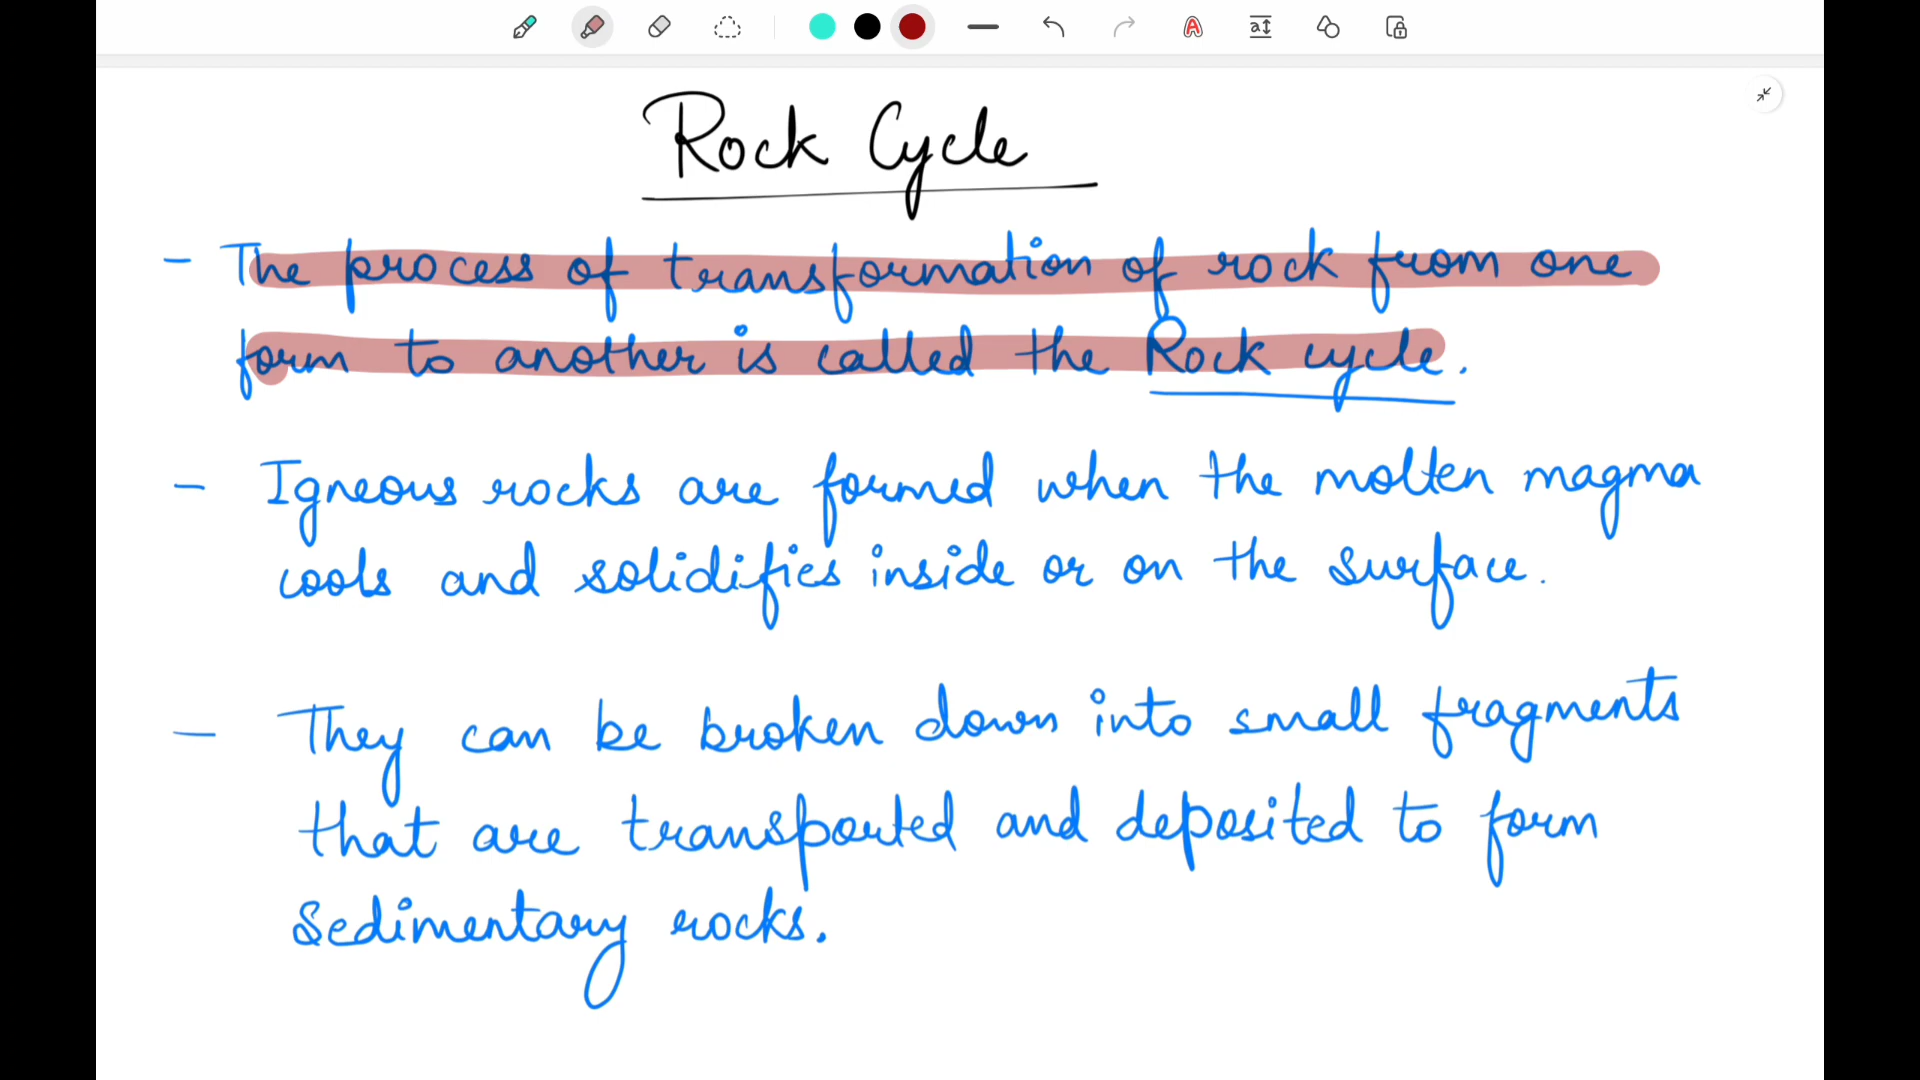 Rock Cycle
- The process of transformation of rock from one
form to another is called the Rock cycle.
- Igneous rocks are formed when the molten magma
cools and solidifies inside or on the surface.
- They can be broken down into small fragments
that are transported and deposited to form
sedimentary rocks.